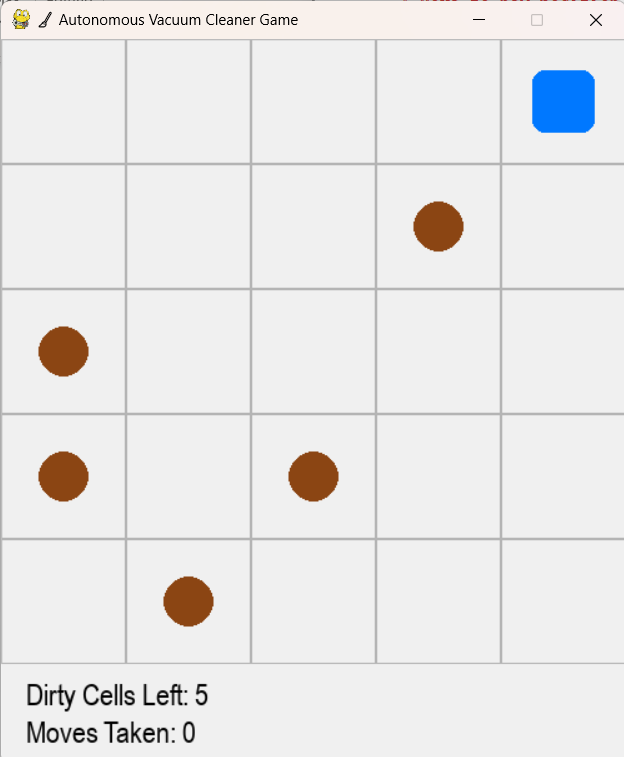 Autonomous Vacuum Cleaner Game
Dirty Cells Left: 5
Moves Taken: 0